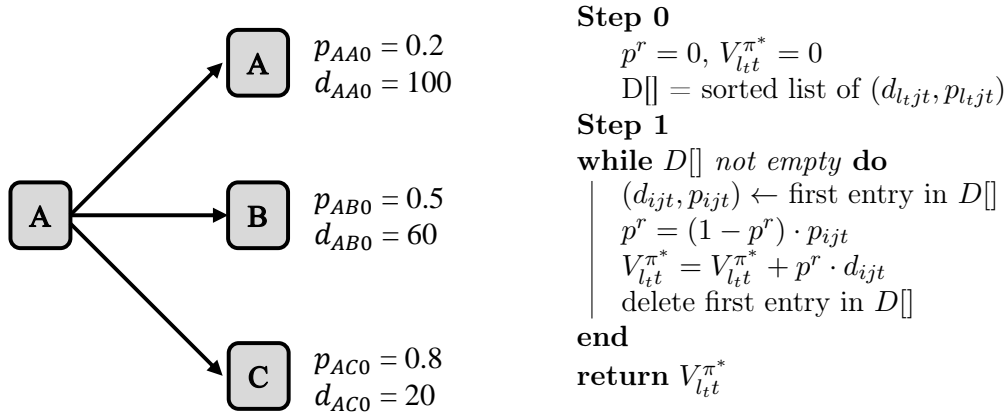 A
p_{AA0} = 0.2
d_{AA0} = 100
A
B
p_{AB0} = 0.5
d_{AB0} = 60
C
p_{AC0} = 0.8
d_{AC0} = 20
Step 0
p^r = 0, V_{l_t t}^{π*} = 0
D[] = sorted list of (d_{l_t jt}, p_{l_t jt})
Step 1
while D[] not empty do
(d_{ijt}, p_{ijt}) ← first entry in D[]
p^r = (1 − p^r) · p_{ijt}
V_{l_t t}^{π*} = V_{l_t t}^{π*} + p^r · d_{ijt}
delete first entry in D[]
end
return V_{l_t t}^{π*}